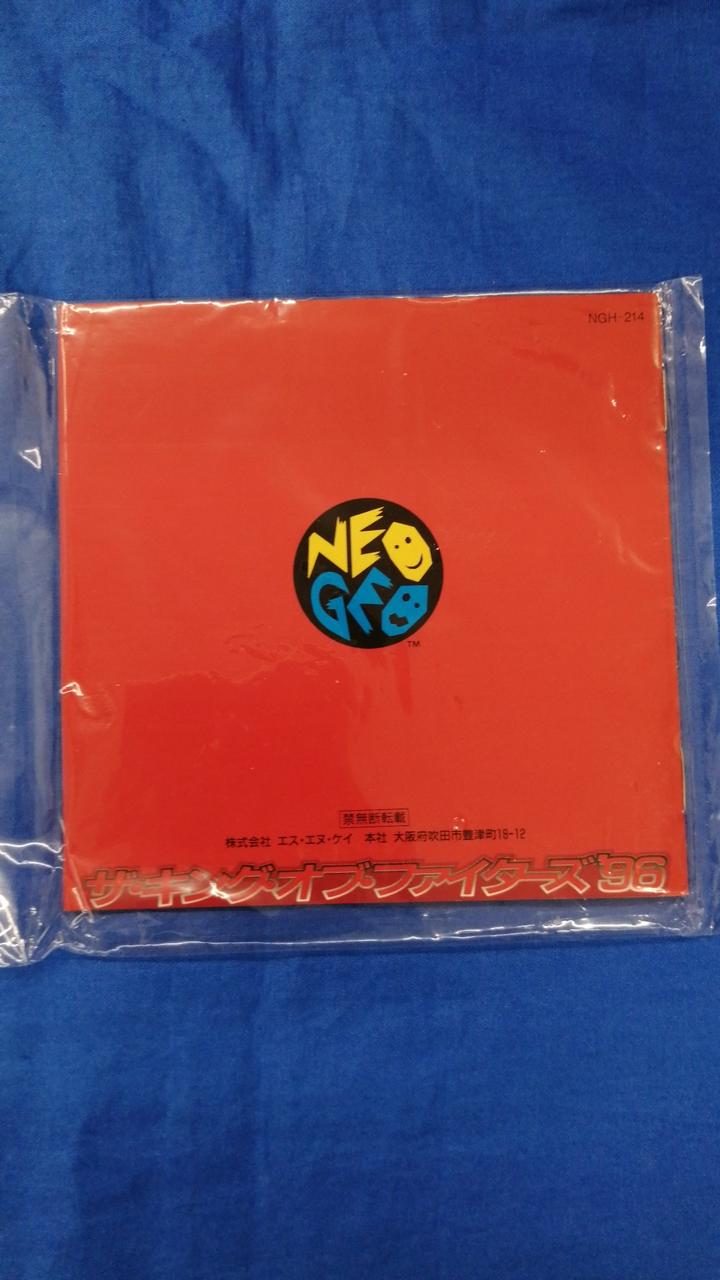 NGH-214
NEO
GEO
TM
禁無断転載
株式会社 エス・エヌ・ケイ 本社 大阪府吹田市豊津町18-12
ザ・キング・オブ・ファイターズ'96